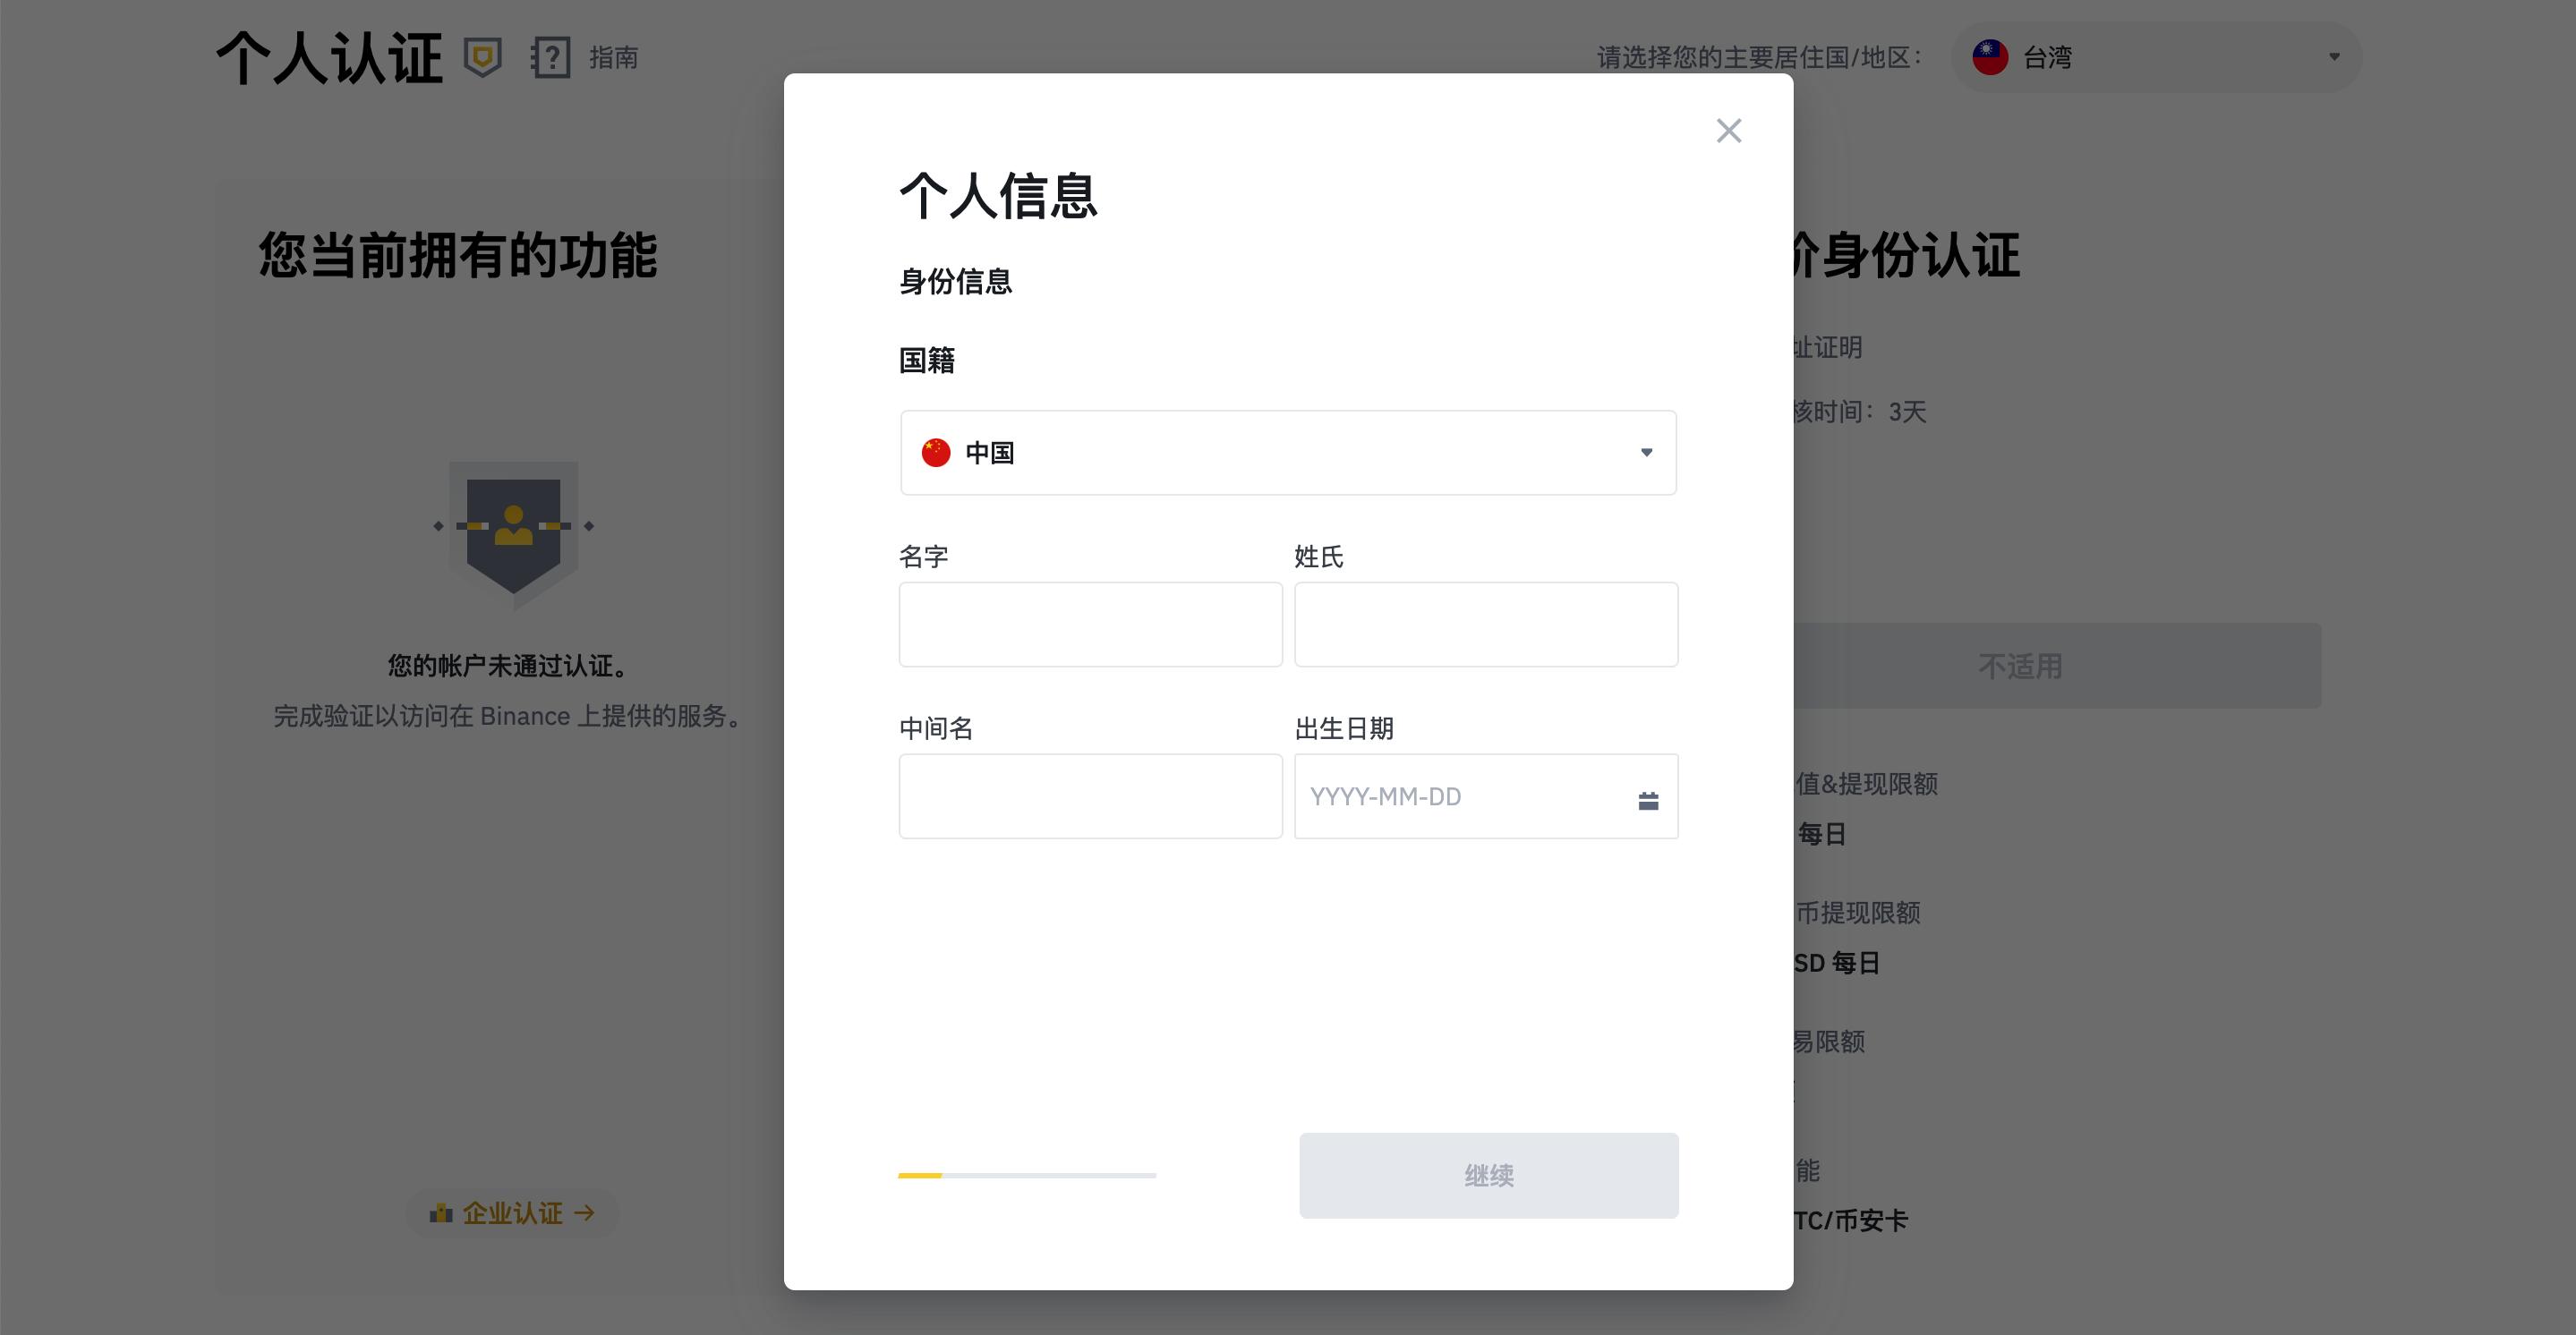 个人认证
指南
请选择您的主要居住国/地区：
台湾
您当前拥有的功能
您的帐户未通过认证。
完成验证以访问在 Binance 上提供的服务。
企业认证
个人信息
身份信息
国籍
中国
名字
姓氏
中间名
出生日期
YYYY-MM-DD
继续
身份认证
证明
核时间：3天
不适用
值&提现限额
每日
币提现限额
SD 每日
易限额
能
TC/币安卡